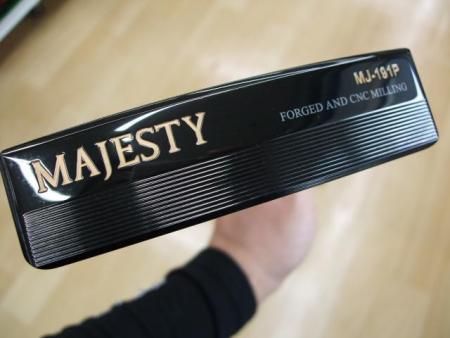 MAJESTY
MJ-191P
FORGED AND CNC MILLING